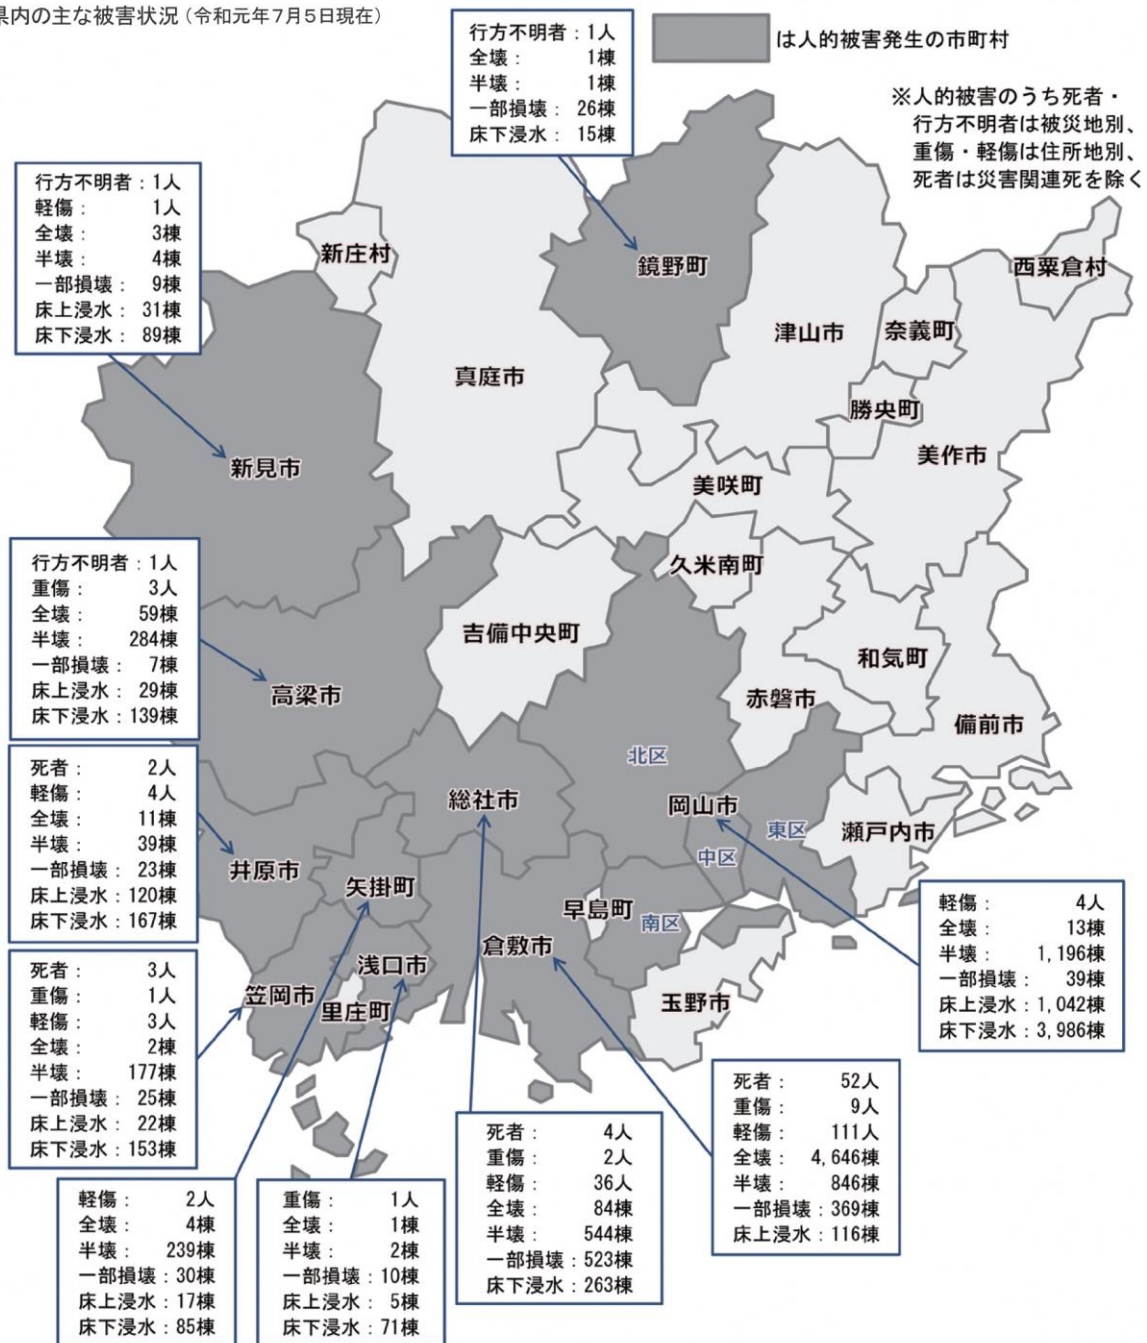 県内の主な被害状況(令和元年7月5日現在)
は人的被害発生の市町村
※人的被害のうち死者・
行方不明者は被災地別、
重傷・軽傷は住所地別、
死者は災害関連死を除く
行方不明者:1人
全壊: 1棟
半壊: 1棟
一部損壊: 26棟
床下浸水: 15棟
行方不明者:1人
軽傷: 1人
全壊: 3棟
半壊: 4棟
一部損壊: 9棟
床上浸水: 31棟
床下浸水: 89棟
新庄村
鏡野町
西粟倉村
津山市
奈義町
真庭市
勝央町
美作市
新見市
美咲町
久米南町
行方不明者:1人
重傷: 3人
全壊: 59棟
半壊: 284棟
一部損壊: 7棟
床上浸水: 29棟
床下浸水:139棟
吉備中央町
和気町
高梁市
赤磐市
備前市
北区
死者: 2人
軽傷: 4人
全壊: 11棟
半壊: 39棟
一部損壊: 23棟
床上浸水:120棟
床下浸水:167棟
総社市
岡山市
東区
瀬戸内市
中区
井原市
矢掛町
早島町
南区
倉敷市
浅口市
笠岡市
里庄町
玉野市
軽傷: 4人
全壊: 13棟
半壊: 1,196棟
一部損壊: 39棟
床上浸水:1,042棟
床下浸水:3,986棟
死者: 3人
重傷: 1人
軽傷: 3人
全壊: 2棟
半壊: 177棟
一部損壊: 25棟
床上浸水: 22棟
床下浸水:153棟
死者: 52人
重傷: 9人
軽傷: 111人
全壊: 4,646棟
半壊: 846棟
一部損壊:369棟
床上浸水:116棟
死者: 4人
重傷: 2人
軽傷: 36人
全壊: 84棟
半壊: 544棟
一部損壊:523棟
床下浸水:263棟
軽傷: 2人
全壊: 4棟
半壊: 239棟
一部損壊:30棟
床上浸水:17棟
床下浸水:85棟
重傷: 1人
全壊: 1棟
半壊: 2棟
一部損壊:10棟
床上浸水: 5棟
床下浸水:71棟